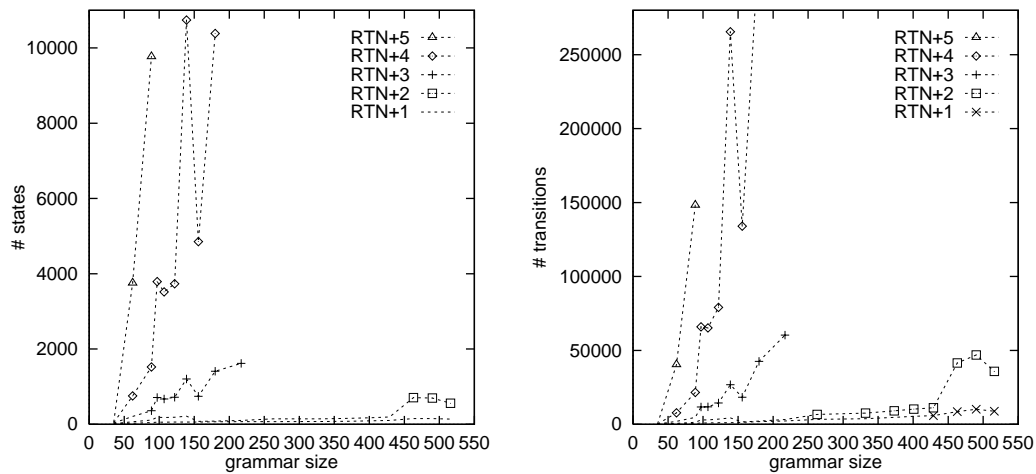 10000
8000
6000
4000
2000
0
# states
0 50 100 150 200 250 300 350 400 450 500 550
grammar size
RTN+5
RTN+4
RTN+3
RTN+2
RTN+1
250000
200000
150000
100000
50000
0
# transitions
0 50 100 150 200 250 300 350 400 450 500 550
grammar size
RTN+5
RTN+4
RTN+3
RTN+2
RTN+1